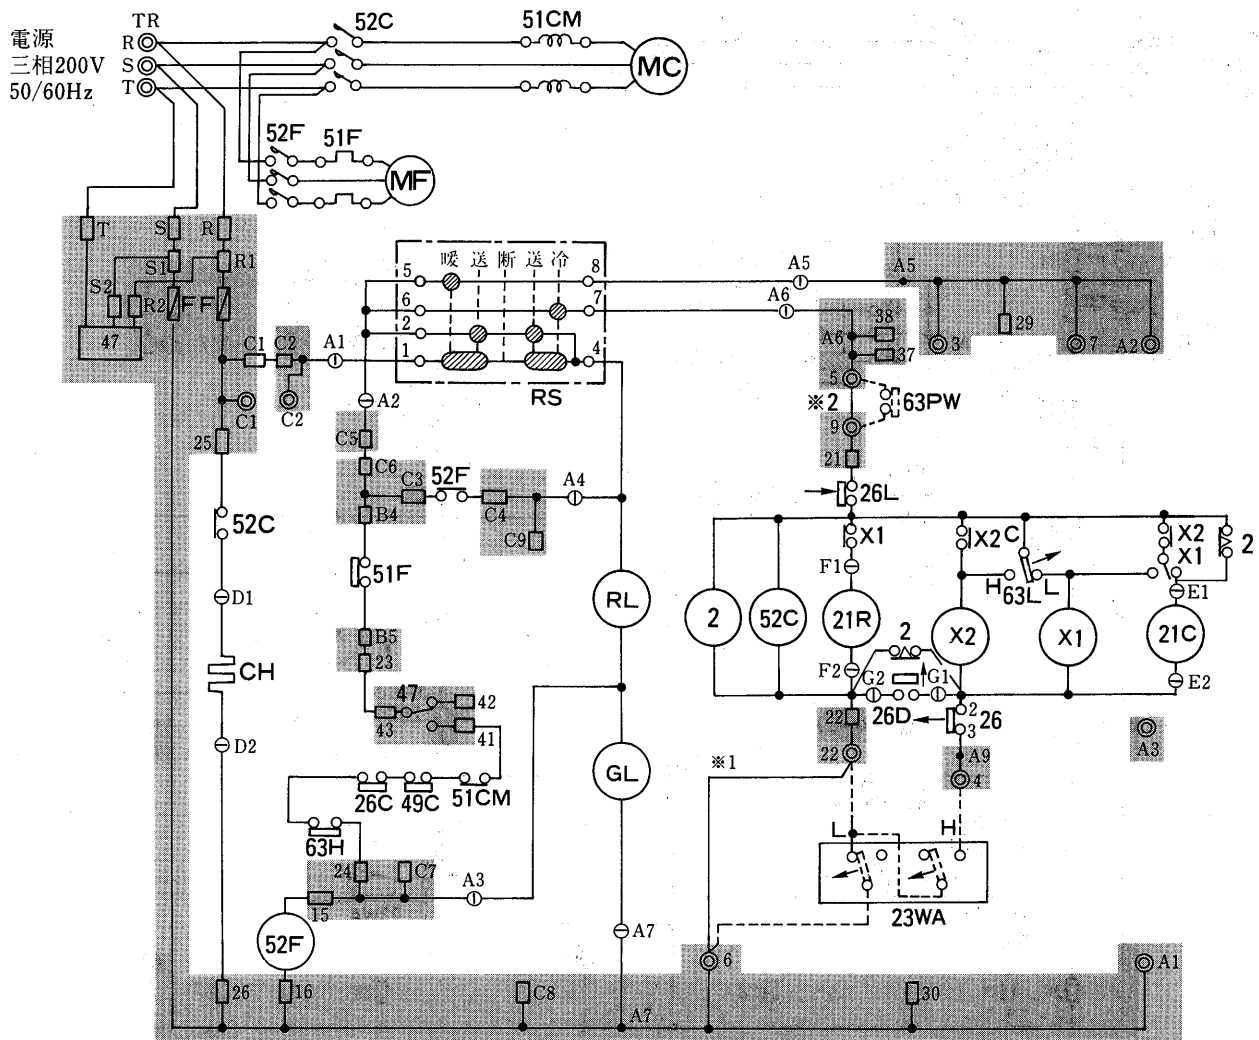 TR
電源
三相200V
50/60Hz
R
S
T
52C
51CM
MC
52F
51F
MF
T
S
R
S1
R1
S2
R2
F
F
47
C1
C2
A1
C1
C2
25
暖 送 断 送 冷
5
8
6
7
2
1
4
RS
A5
A5
A6
A6
38
37
3
29
7
A2
5
※2
63PW
9
21
26L
A2
C5
C6
C3
52F
C4
A4
B4
C9
52C
51F
D1
CH
D2
B5
23
47
42
43
41
26C
49C
51CM
63H
24
C7
A3
15
52F
26
16
C8
A7
RL
GL
A7
X1
F1
X2
C
H
63L
L
X2
X1
2
E1
2
52C
21R
X2
X1
21C
2
F2
G2
G1
E2
26D
22
22
2
3
26
A9
4
A3
※1
L
H
23WA
6
30
A1